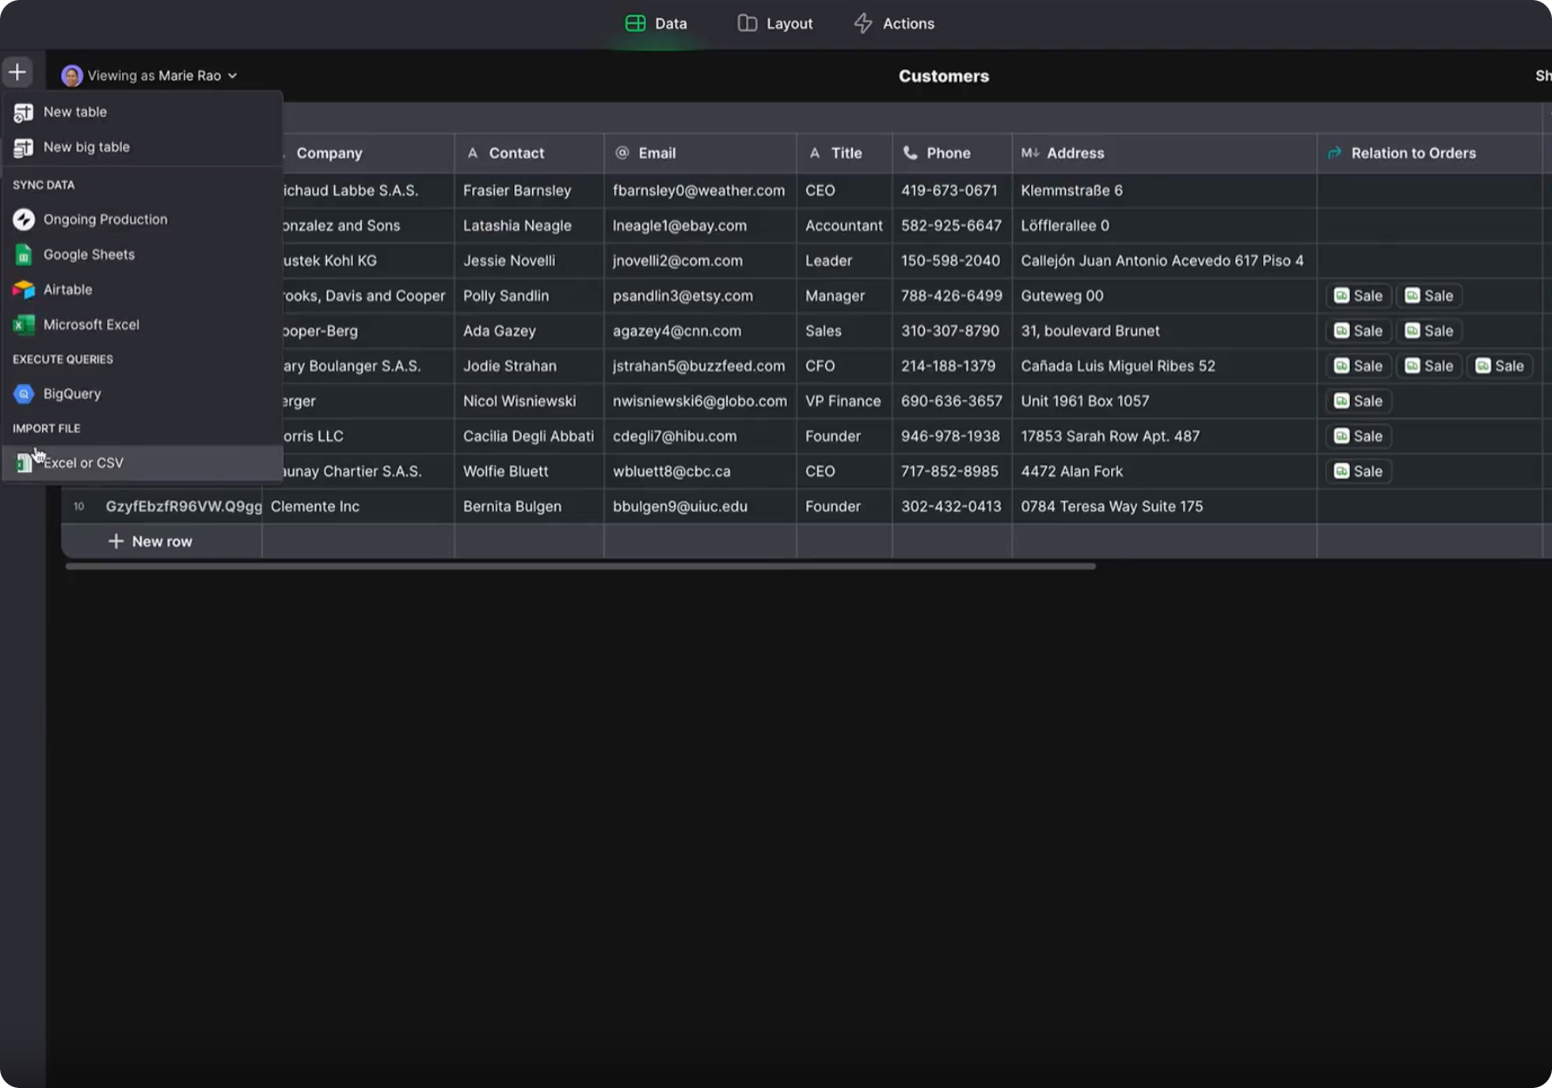 Data Layout Actions
Viewing as Marie Rao Customers Sh
New table
New big table
SYNC DATA
Ongoing Production
Google Sheets
Airtable
Microsoft Excel
EXECUTE QUERIES
BigQuery
IMPORT FILE
Excel or CSV
Company A Contact @ Email A Title Phone M↓ Address Relation to Orders
ichaud Labbe S.A.S. Frasier Barnsley fbarnsley0@weather.com CEO 419-673-0671 Klemmstraße 6
onzalez and Sons Latashia Neagle lneagle1@ebay.com Accountant 582-925-6647 Löfflerallee 0
ustek Kohl KG Jessie Novelli jnovelli2@com.com Leader 150-598-2040 Callejón Juan Antonio Acevedo 617 Piso 4
rooks, Davis and Cooper Polly Sandlin psandlin3@etsy.com Manager 788-426-6499 Guteweg 00 Sale Sale
ooper-Berg Ada Gazey agazey4@cnn.com Sales 310-307-8790 31, boulevard Brunet Sale Sale
ary Boulanger S.A.S. Jodie Strahan jstrahan5@buzzfeed.com CFO 214-188-1379 Cañada Luis Miguel Ribes 52 Sale Sale Sale
erger Nicol Wisniewski nwisniewski6@globo.com VP Finance 690-636-3657 Unit 1961 Box 1057 Sale
orris LLC Cacilia Degli Abbati cdegli7@hibu.com Founder 946-978-1938 17853 Sarah Row Apt. 487 Sale
aunay Chartier S.A.S. Wolfie Bluett wbluett8@cbc.ca CEO 717-852-8985 4472 Alan Fork Sale
10 GzyfEbzfR96VW.Q9gg Clemente Inc Bernita Bulgen bbulgen9@uiuc.edu Founder 302-432-0413 0784 Teresa Way Suite 175
New row